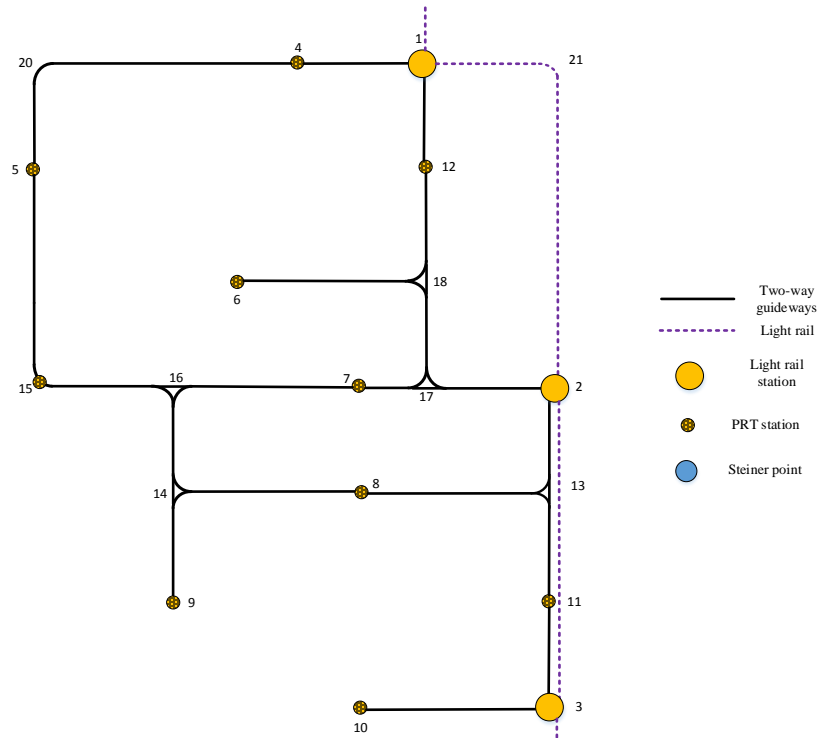 1
4
20
21
5
12
18
6
Two-way
guideways
Light rail
16
7
15
17
2
Light rail
station
PRT station
8
13
14
Steiner point
9
11
3
10